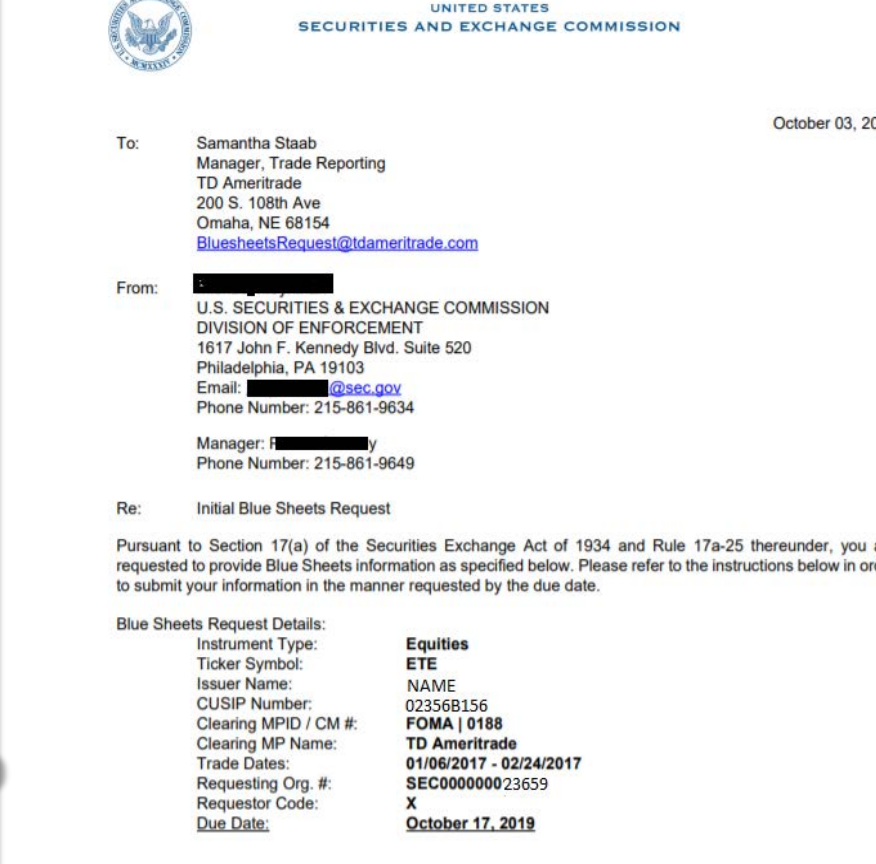 UNITED STATES
SECURITIES AND EXCHANGE COMMISSION
October 03, 20
To: Samantha Staab
Manager, Trade Reporting
TD Ameritrade
200 S. 108th Ave
Omaha, NE 68154
BluesheetsRequest@tdameritrade.com
From:
U.S. SECURITIES & EXCHANGE COMMISSION
DIVISION OF ENFORCEMENT
1617 John F. Kennedy Blvd. Suite 520
Philadelphia, PA 19103
Email: @sec.gov
Phone Number: 215-861-9634
Manager: F y
Phone Number: 215-861-9649
Re: Initial Blue Sheets Request
Pursuant to Section 17(a) of the Securities Exchange Act of 1934 and Rule 17a-25 thereunder, you a
requested to provide Blue Sheets information as specified below. Please refer to the instructions below in ord
to submit your information in the manner requested by the due date.
Blue Sheets Request Details:
Instrument Type: Equities
Ticker Symbol: ETE
Issuer Name: NAME
CUSIP Number: 02356B156
Clearing MPID / CM #: FOMA | 0188
Clearing MP Name: TD Ameritrade
Trade Dates: 01/06/2017 - 02/24/2017
Requesting Org. #: SEC000000023659
Requestor Code: X
Due Date: October 17, 2019